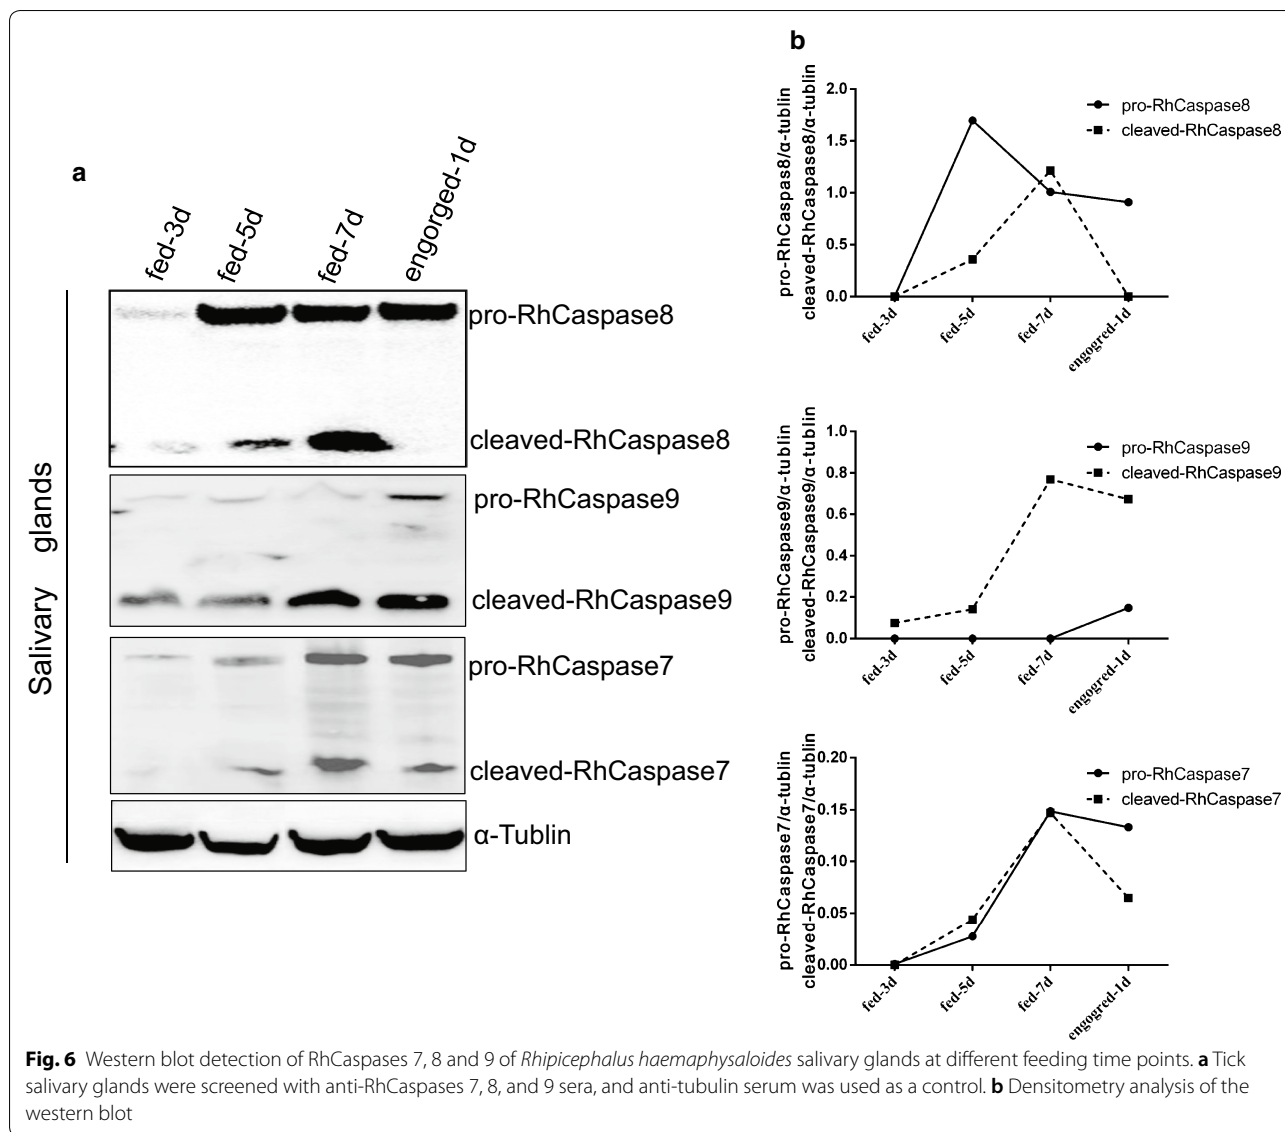 a
fed-3d
fed-5d
fed-7d
engorged-1d
Salivary glands
pro-RhCaspase8
cleaved-RhCaspase8
pro-RhCaspase9
cleaved-RhCaspase9
pro-RhCaspase7
cleaved-RhCaspase7
α-Tublin
b
pro-RhCaspas8/α-tublin
cleaved-RhCaspase8/α-tublin
2.0
1.5
1.0
0.5
0.0
pro-RhCaspase8
cleaved-RhCaspase8
fed-3d
fed-5d
fed-7d
engogred-1d
pro-RhCaspase9/α-tublin
cleaved-RhCaspase9/α-tublin
1.0
0.8
0.6
0.4
0.2
0.0
pro-RhCaspase9
cleaved-RhCaspase9
fed-3d
fed-5d
fed-7d
engogred-1d
pro-RhCaspase7/α-tublin
cleaved-RhCaspase7/α-tublin
0.20
0.15
0.10
0.05
0.00
pro-RhCaspase7
cleaved-RhCaspase7
fed-3d
fed-5d
fed-7d
engogred-1d
Fig. 6 Western blot detection of RhCaspases 7, 8 and 9 of Rhipicephalus haemaphysaloides salivary glands at different feeding time points. a Tick
salivary glands were screened with anti-RhCaspases 7, 8, and 9 sera, and anti-tubulin serum was used as a control. b Densitometry analysis of the
western blot